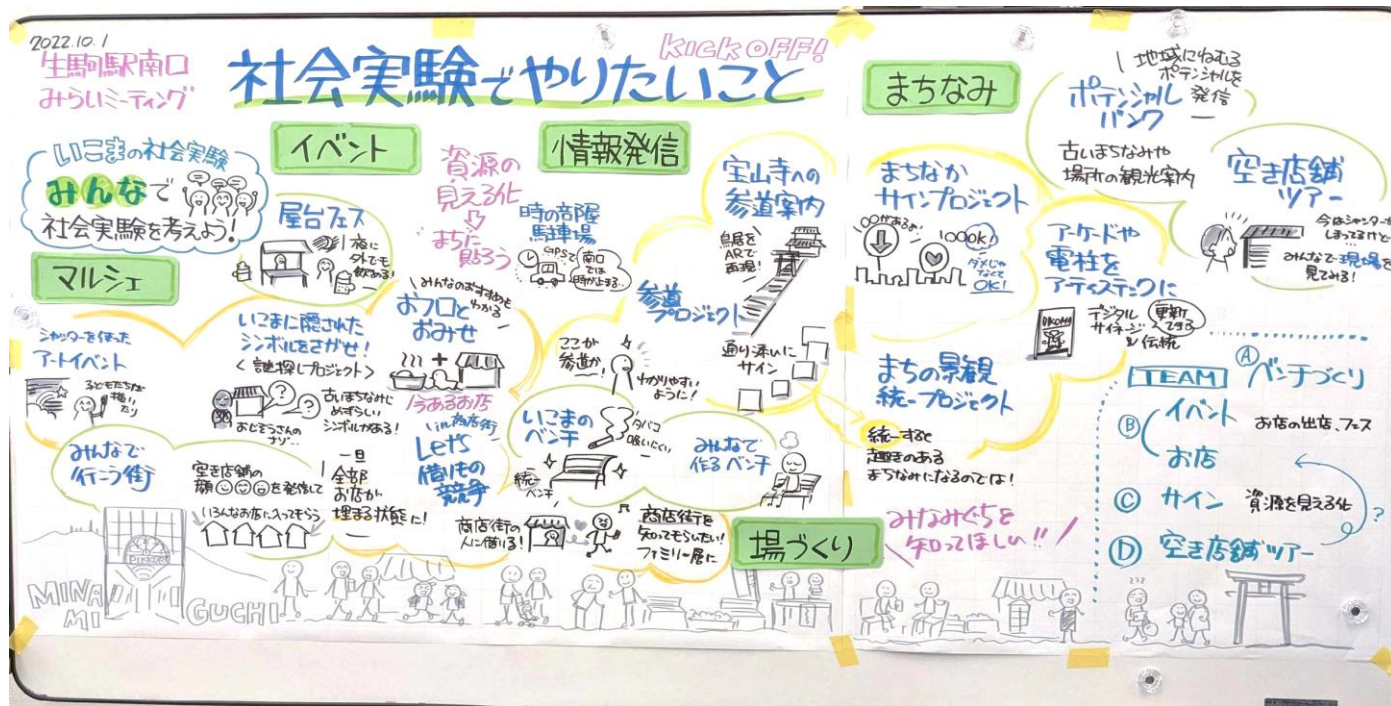 2022.10.1
生駒駅南口
みらいミーティング
社会実験でやりたいこと
KICK OFF!
いこまの社会実験
みんなで
社会実験を考えよう!
イベント
屋台フェス
夜に
外でも
飲める!
資源の
見える化
まちに
貼ろう
情報発信
時の部屋
駐車場
南口
では
時が止まる…
宝山寺への
参道案内
鳥居を
ARで
再現!
参道
プロジェクト
ここが
参道か!
わかりやすい
ように!
通り沿いに
サイン
マルシェ
シャッターを使った
アートイベント
子どもたちが
描い
たり
いこまに隠された
シンボルをさがせ!
<謎探しプロジェクト>
おじぞうさんの
ナゾ…
古いまちなみに
めずらしい
シンボルがある!
みんなのおすすめも
わかる
おフロと
おみせ
+
今あるお店
みんなで
行こう街
空き店舗の
顔
を発信して
いろんなお店に入ってもらう
一旦
全部
お店が
埋まる状態に!
in商店街
Let's
借りもの
競争
商店街の
人に借りる!
商店街を
知ってもらいたい!
ファミリー層に
いこまの
ベンチ
タバコ
吸いにくい
統一
ベンチ
みんなで
作るベンチ
場づくり
まちなみ
まちなか
サインプロジェクト
100mあるよ!
100ok!
ダメじゃ
なくて
OK!
ポテンシャル
バンク
地域にねむる
ポテンシャルを
発信
古いまちなみや
場所の観光案内
空き店舗
ツアー
今はシャッターが
しまってるけど…
みんなで現場を
見てみる!
アーケードや
電柱を
アーティスティックに
デジタル
サイネージ
更新
できる
&伝統
IKOMA
まちの景観
統一プロジェクト
統一すると
趣きのある
まちなみになるのでは!
みなみぐちを
知ってほしい!!
TEAM
Ⓐ ベンチづくり
Ⓑ イベント
お店
お店の出店、フェス
Ⓒ サイン 資源を見える化
Ⓓ 空き店舗ツアー
?
MINAMI
GUCHI